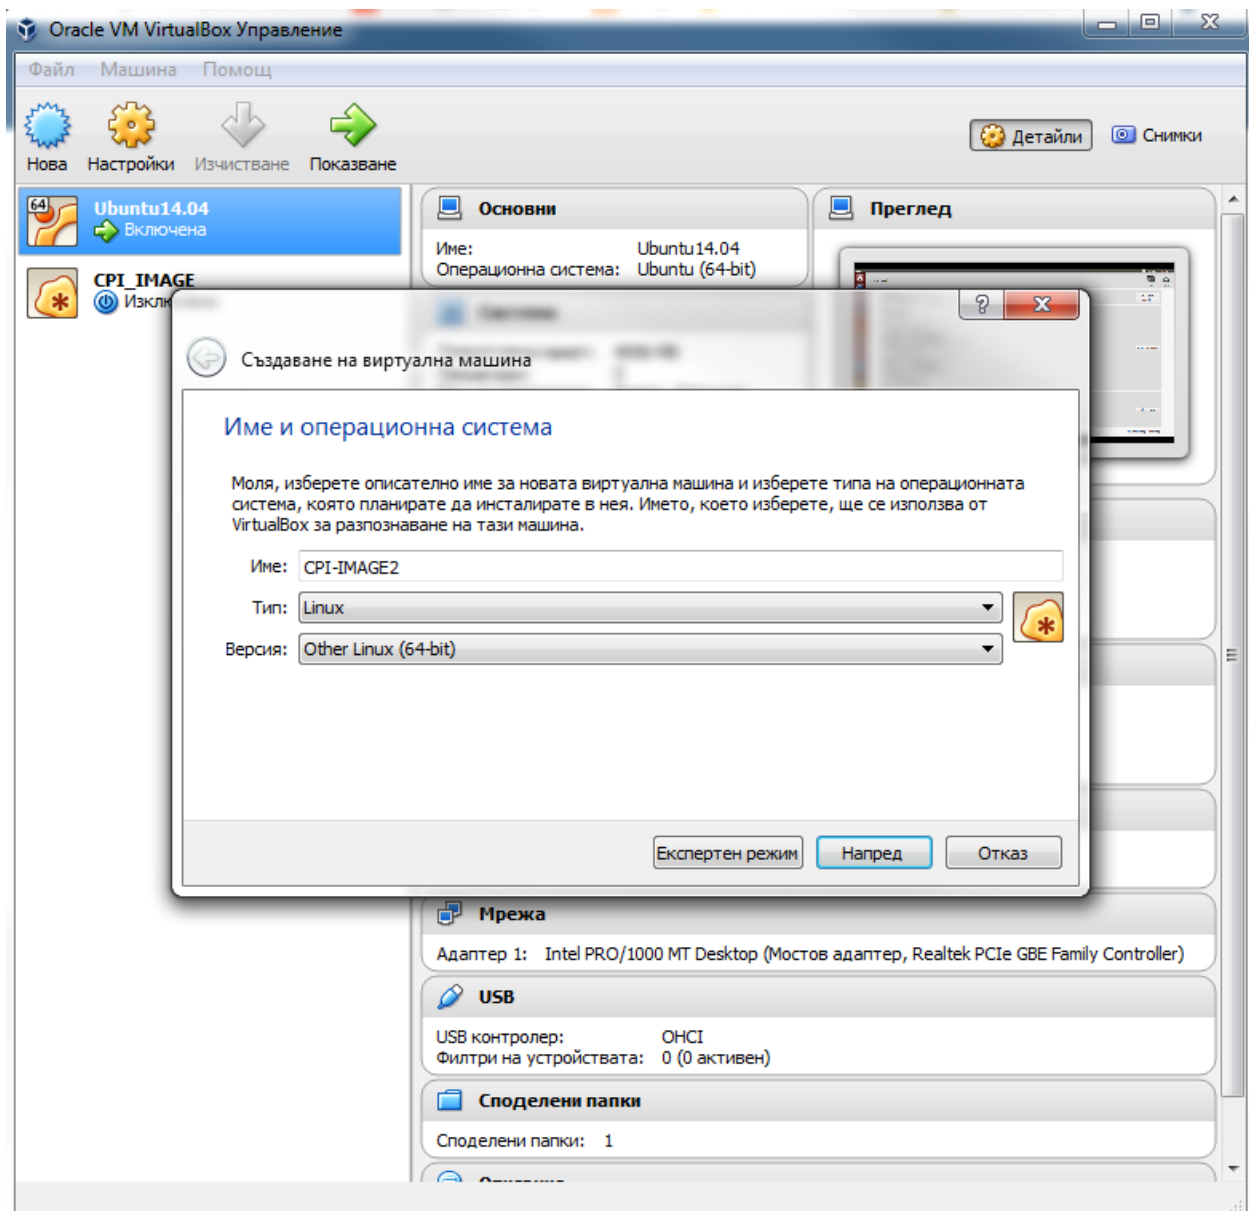 Oracle VM VirtualBox Управление
Файл Машина Помощ
Нова Настройки Изчистване Показване
Детайли Снимки
64
Ubuntu14.04
Включена
CPI_IMAGE
Основни
Име: Ubuntu14.04
Операционна система: Ubuntu (64-bit)
Преглед
Система
Създаване на виртуална машина
Име и операционна система
Моля, изберете описателно име за новата виртуална машина и изберете типа на операционната
система, която планирате да инсталирате в нея. Името, което изберете, ще се използва от
VirtualBox за разпознаване на тази машина.
Име: CPI-IMAGE2
Тип: Linux
Версия: Other Linux (64-bit)
Експертен режим Напред Отказ
Мрежа
Адаптер 1: Intel PRO/1000 MT Desktop (Мостов адаптер, Realtek PCIe GBE Family Controller)
USB
USB контролер: OHCI
Филтри на устройствата: 0 (0 активен)
Споделени папки
Споделени папки: 1